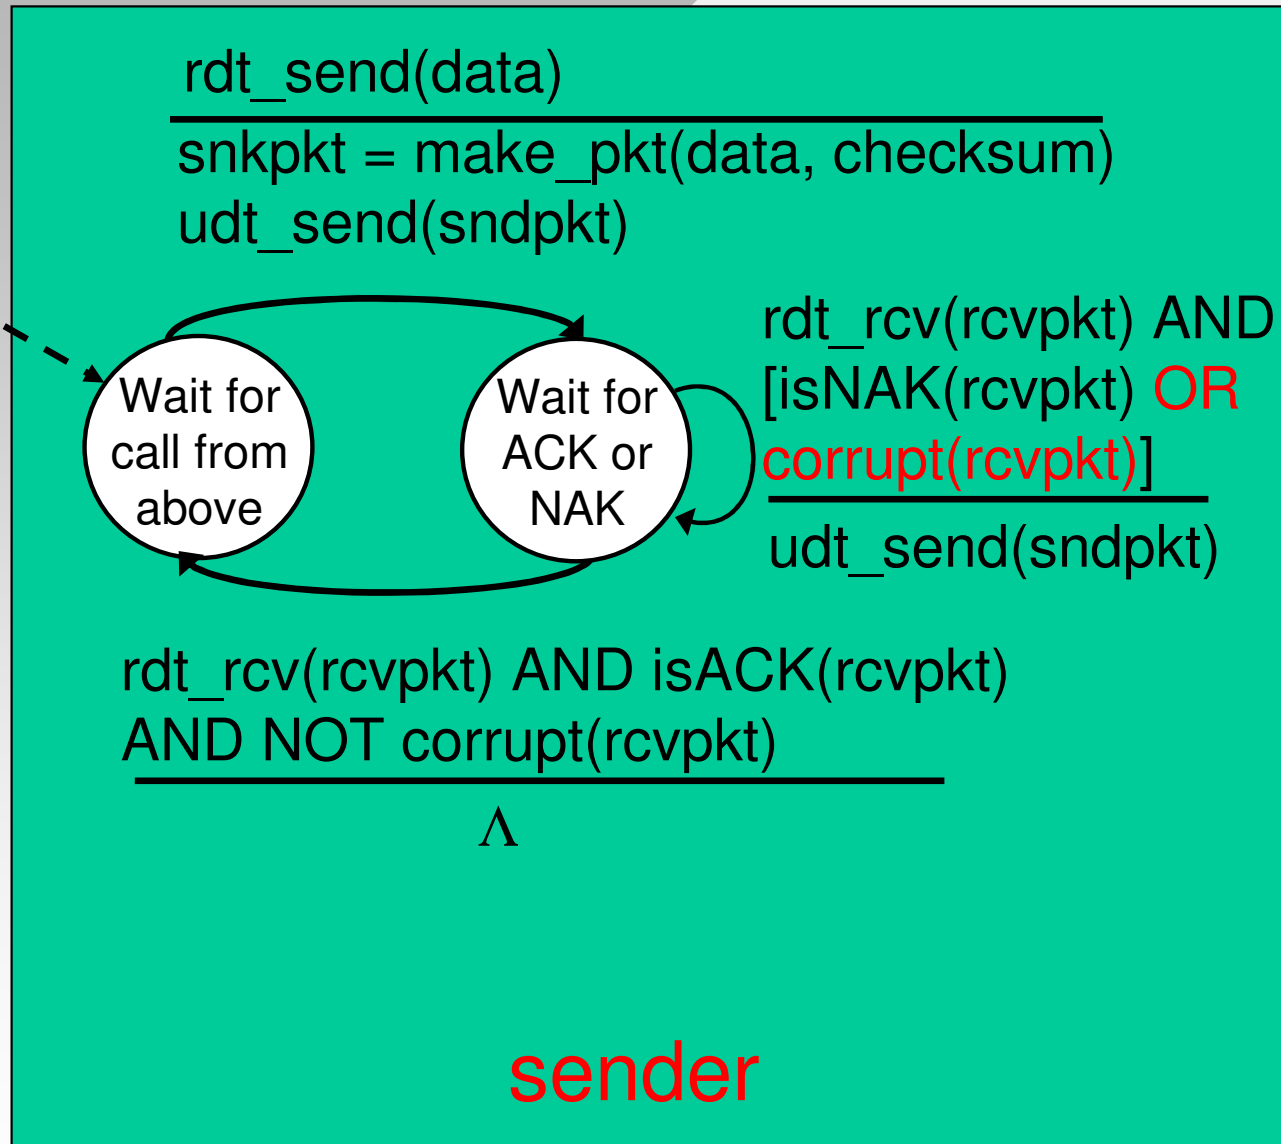 rdt_send(data)
snkpkt = make_pkt(data, checksum)
udt_send(sndpkt)
Wait for
call from
above
Wait for
ACK or
NAK
rdt_rcv(rcvpkt) AND
[isNAK(rcvpkt) OR
corrupt(rcvpkt)]
udt_send(sndpkt)
rdt_rcv(rcvpkt) AND isACK(rcvpkt)
AND NOT corrupt(rcvpkt)
Λ
sender